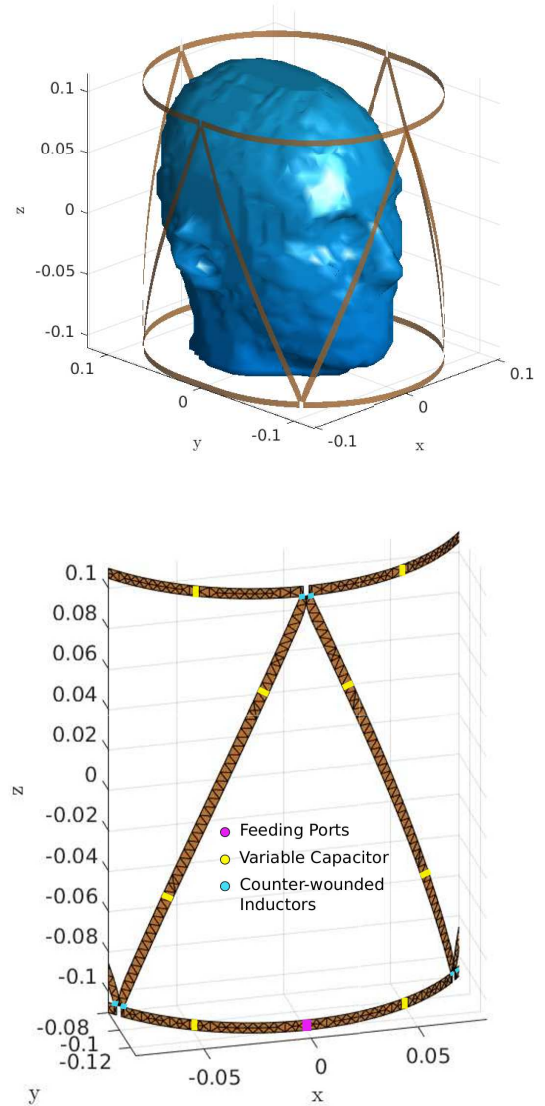 0.1
0.05
0
-0.05
-0.1
z
0.1
0
-0.1
y
-0.1
0
0.1
x
0.1
0.08
0.06
0.04
0.02
0
-0.02
-0.04
-0.06
-0.08
-0.1
z
Feeding Ports
Variable Capacitor
Counter-wounded
Inductors
-0.08
-0.1
-0.12
y
-0.05
0
0.05
x